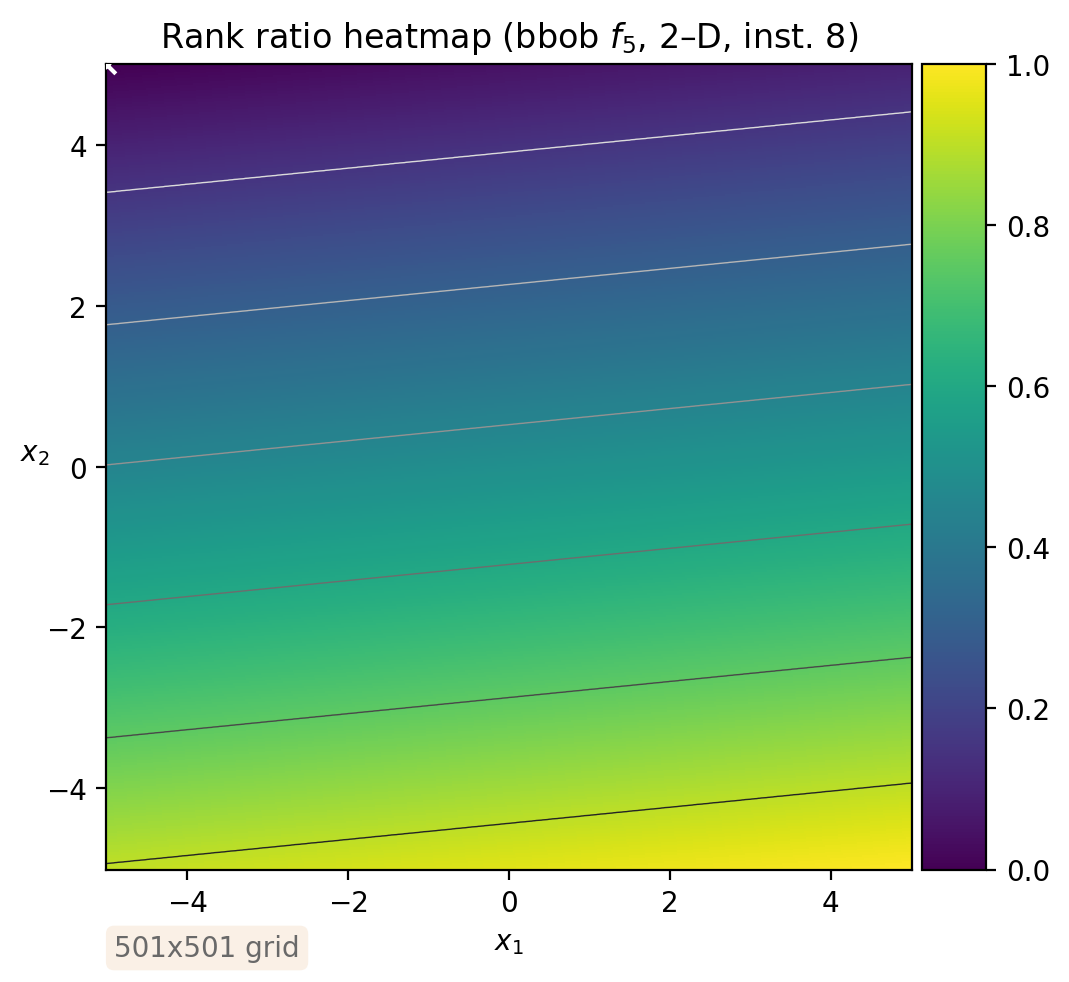 Rank ratio heatmap (bbob f₅, 2–D, inst. 8)
1.0
0.8
0.6
0.4
0.2
0.0
4
2
0
−2
−4
x₂
−4 −2 0 2 4
x₁
501x501 grid